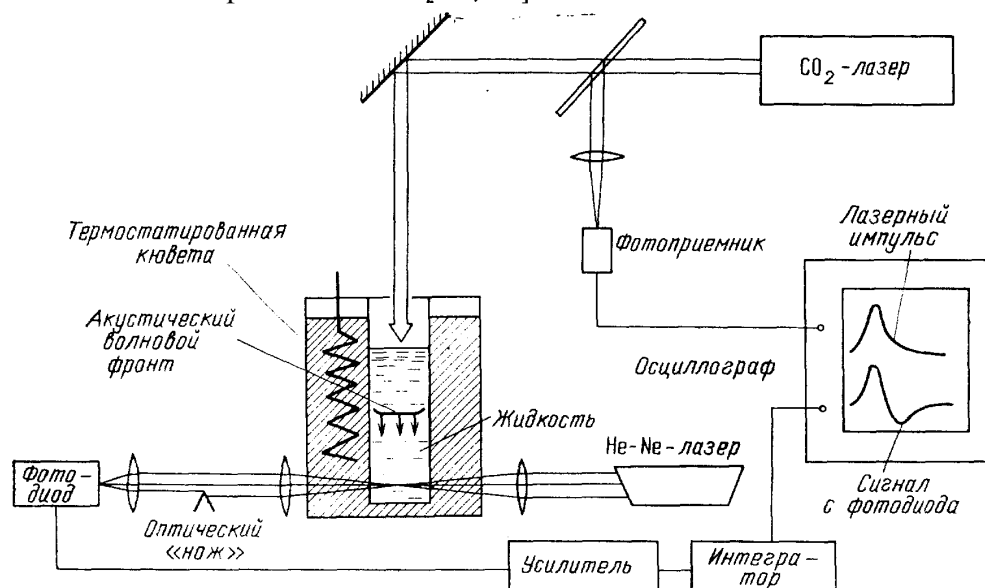 CO₂-лазер
Фотоприемник
Лазерный
импульс
Термостатированная
кювета
Акустический
волновой
фронт
Осциллограф
Жидкость
He-Ne-лазер
Фото-
диод
Сигнал
с фотодиода
Оптический
«нож»
Усилитель
Интегра-
тор